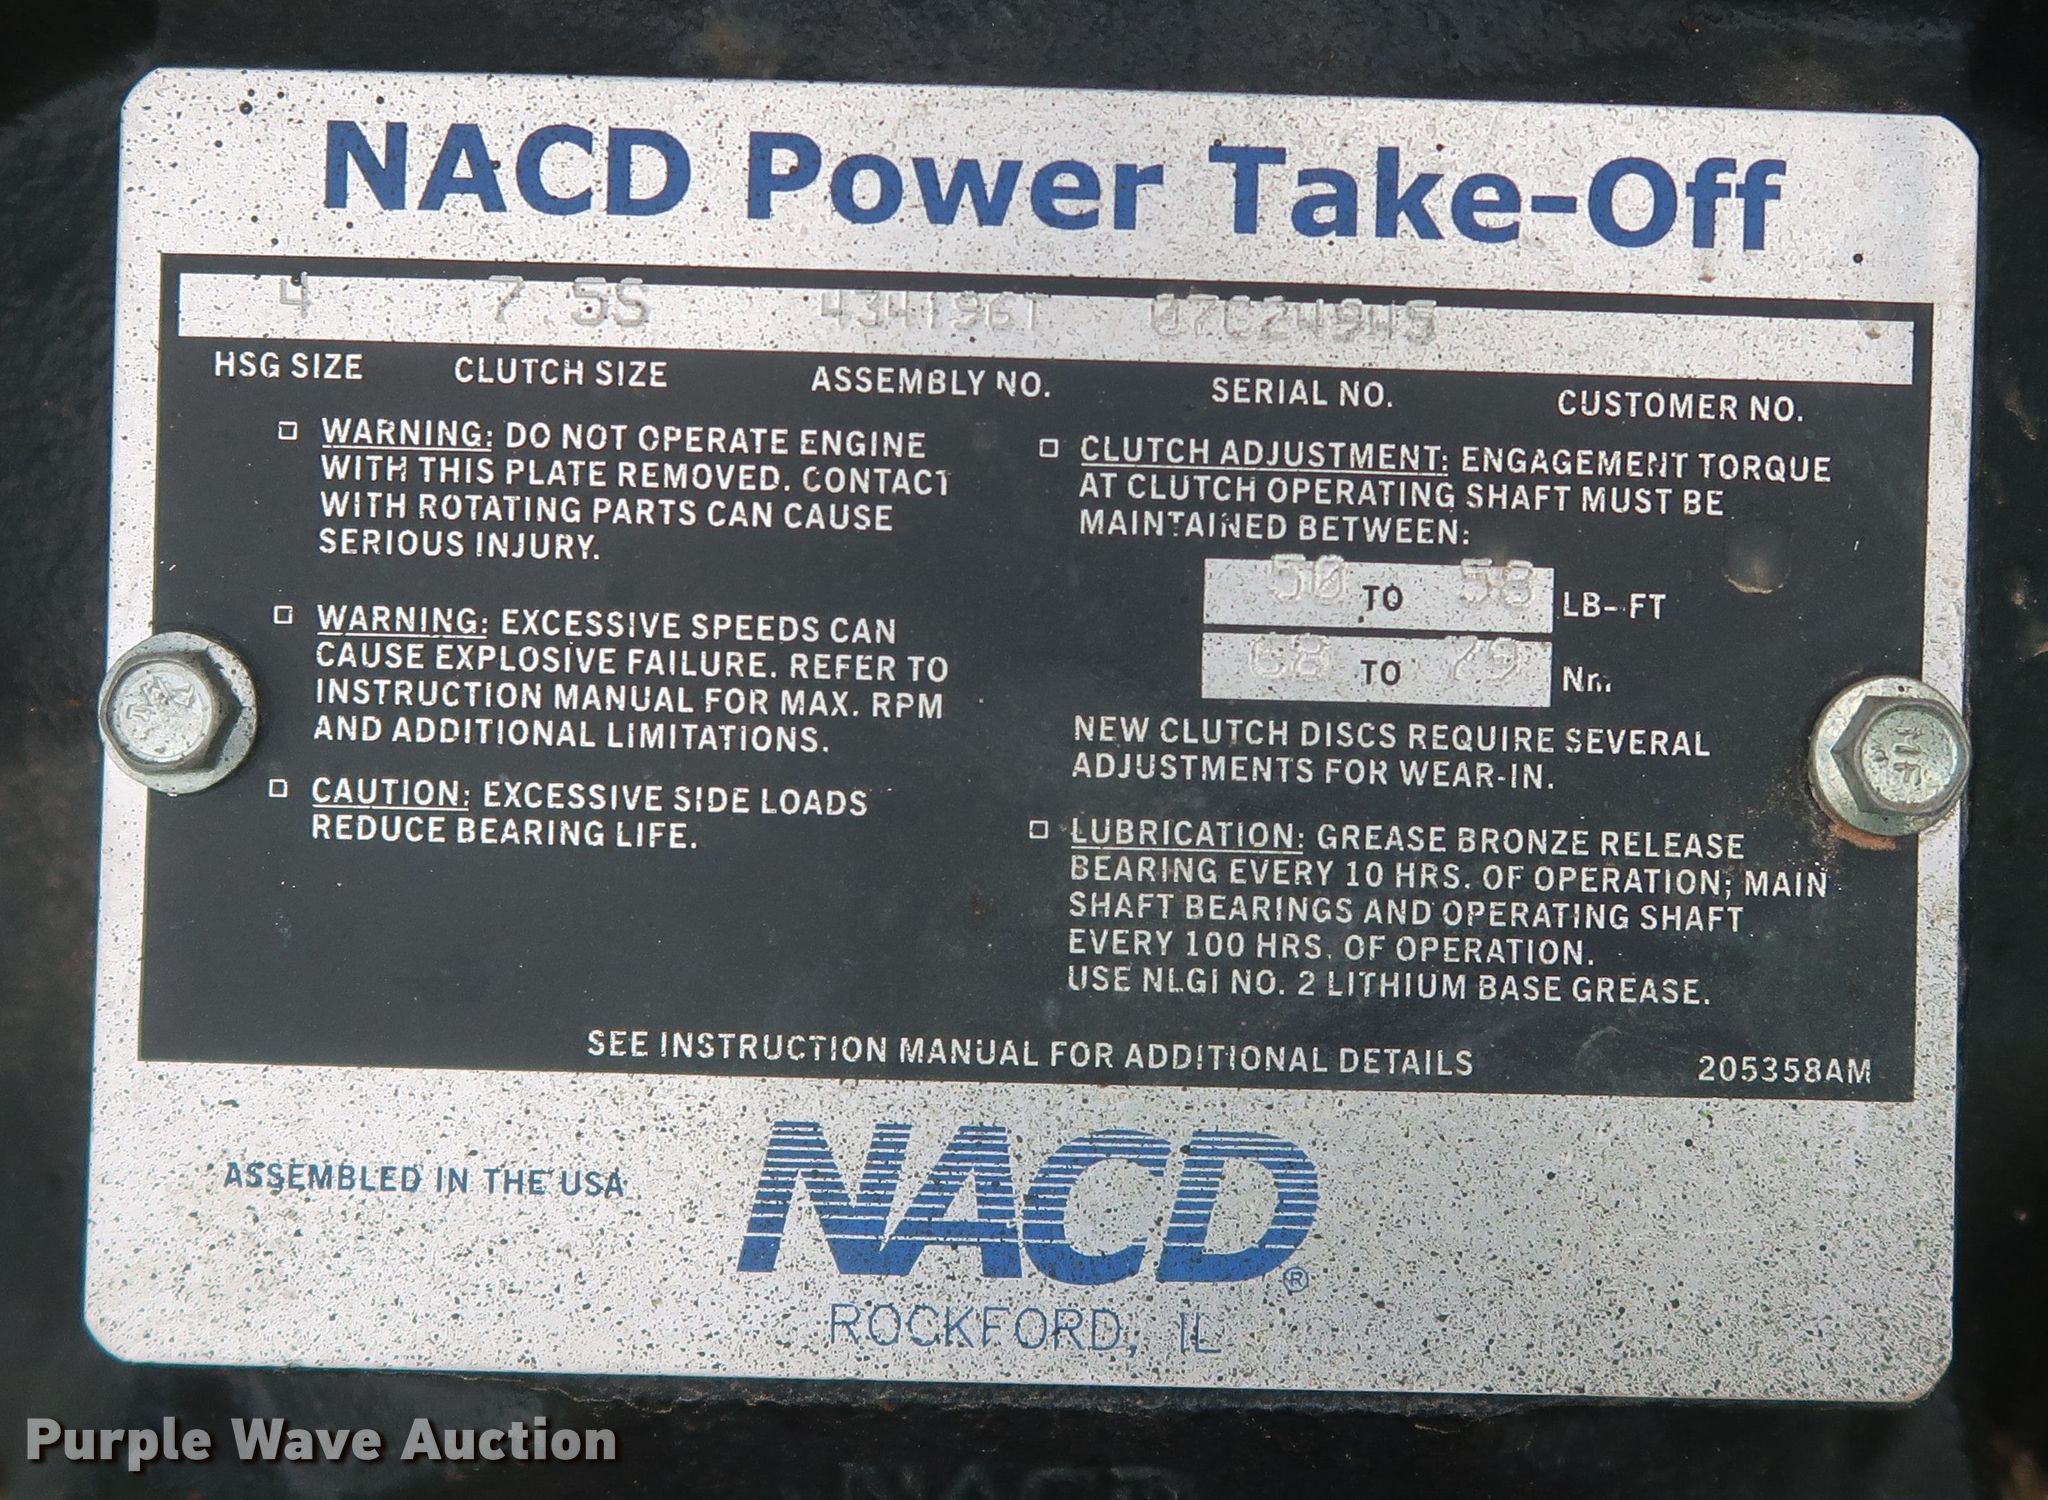 NACD Power Take-Off
4 7.5S 4341961 07C24945
HSG SIZE CLUTCH SIZE ASSEMBLY NO. SERIAL NO. CUSTOMER NO.
WARNING: DO NOT OPERATE ENGINE
WITH THIS PLATE REMOVED. CONTACT
WITH ROTATING PARTS CAN CAUSE
SERIOUS INJURY.
WARNING: EXCESSIVE SPEEDS CAN
CAUSE EXPLOSIVE FAILURE. REFER TO
INSTRUCTION MANUAL FOR MAX. RPM
AND ADDITIONAL LIMITATIONS.
CAUTION: EXCESSIVE SIDE LOADS
REDUCE BEARING LIFE.
CLUTCH ADJUSTMENT: ENGAGEMENT TORQUE
AT CLUTCH OPERATING SHAFT MUST BE
MAINTAINED BETWEEN:
50 TO 58 LB-FT
68 TO 79 Nm
NEW CLUTCH DISCS REQUIRE SEVERAL
ADJUSTMENTS FOR WEAR-IN.
LUBRICATION: GREASE BRONZE RELEASE
BEARING EVERY 10 HRS. OF OPERATION; MAIN
SHAFT BEARINGS AND OPERATING SHAFT
EVERY 100 HRS. OF OPERATION.
USE NLGI NO. 2 LITHIUM BASE GREASE.
SEE INSTRUCTION MANUAL FOR ADDITIONAL DETAILS 205358AM
ASSEMBLED IN THE USA
NACD®
ROCKFORD, IL
Purple Wave Auction